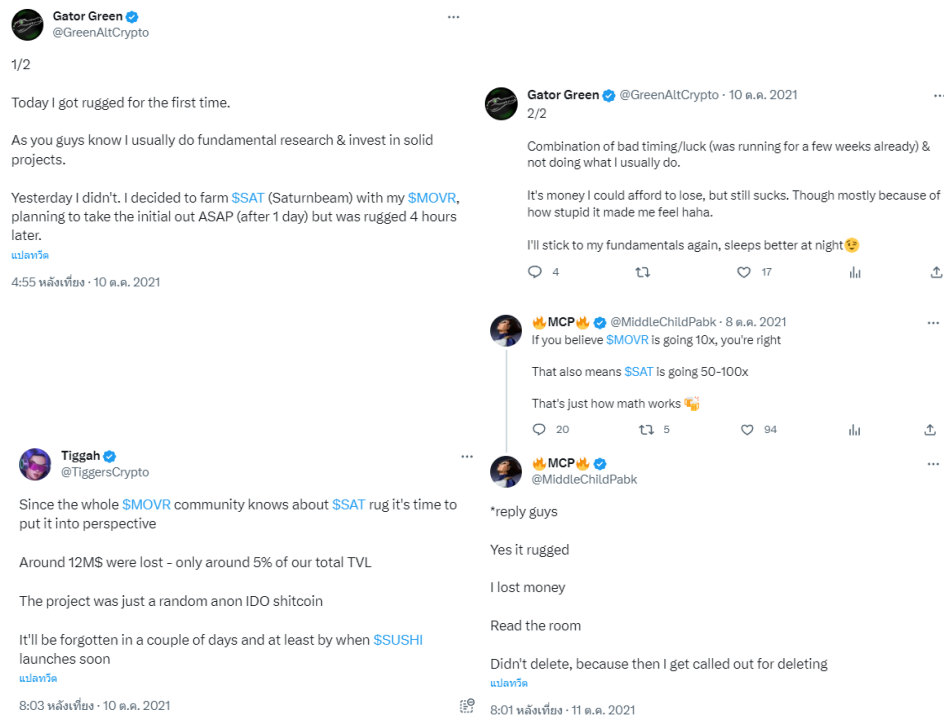 Gator Green
@GreenAltCrypto
1/2
Today I got rugged for the first time.
As you guys know I usually do fundamental research & invest in solid
projects.
Yesterday I didn't. I decided to farm $SAT (Saturnbeam) with my $MOVR,
planning to take the initial out ASAP (after 1 day) but was rugged 4 hours
later.
แปลทวีต
4:55 หลังเที่ยง · 10 ต.ค. 2021
Gator Green @GreenAltCrypto · 10 ต.ค. 2021
2/2
Combination of bad timing/luck (was running for a few weeks already) &
not doing what I usually do.
It's money I could afford to lose, but still sucks. Though mostly because of
how stupid it made me feel haha.
I'll stick to my fundamentals again, sleeps better at night😉
4 17
🔥MCP🔥 @MiddleChildPabk · 8 ต.ค. 2021
If you believe $MOVR is going 10x, you're right
That also means $SAT is going 50-100x
That's just how math works 🍻
20 5 94
Tiggah
@TiggersCrypto
Since the whole $MOVR community knows about $SAT rug it's time to
put it into perspective
Around 12M$ were lost - only around 5% of our total TVL
The project was just a random anon IDO shitcoin
It'll be forgotten in a couple of days and at least by when $SUSHI
launches soon
แปลทวีต
8:03 หลังเที่ยง · 10 ต.ค. 2021
🔥MCP🔥
@MiddleChildPabk
*reply guys
Yes it rugged
I lost money
Read the room
Didn't delete, because then I get called out for deleting
แปลทวีต
8:01 หลังเที่ยง · 11 ต.ค. 2021